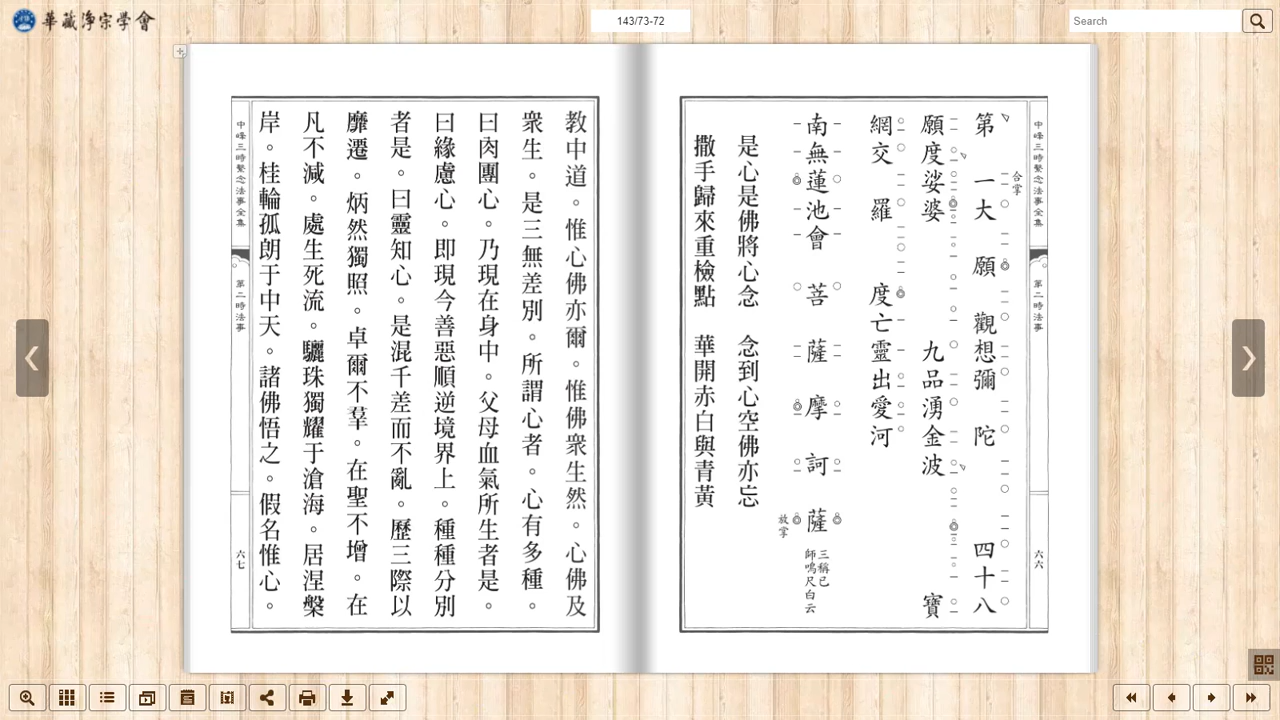 華藏淨宗學會
143/73-72
Search
中峰三時繫念法事全集
第二時法事
六六
合掌
第一大願觀想彌陀四十八
願度娑婆九品湧金波寶
網交羅度亡靈出愛河
南無蓮池會菩薩摩訶薩
三稱已
師鳴尺白云
放掌
是心是佛將心念 念到心空佛亦忘
撒手歸來重檢點 華開赤白與青黃
教中道。惟心佛亦爾。惟佛衆生然。心佛及
衆生。是三無差別。所謂心者。心有多種。
曰肉團心。乃現在身中。父母血氣所生者是。
曰緣慮心。即現今善惡順逆境界上。種種分別
者是。曰靈知心。是混千差而不亂。歷三際以
靡遷。炳然獨照。卓爾不羣。在聖不增。在
凡不減。處生死流。驪珠獨耀于滄海。居涅槃
岸。桂輪孤朗于中天。諸佛悟之。假名惟心。
中峰三時繫念法事全集
第二時法事
六七